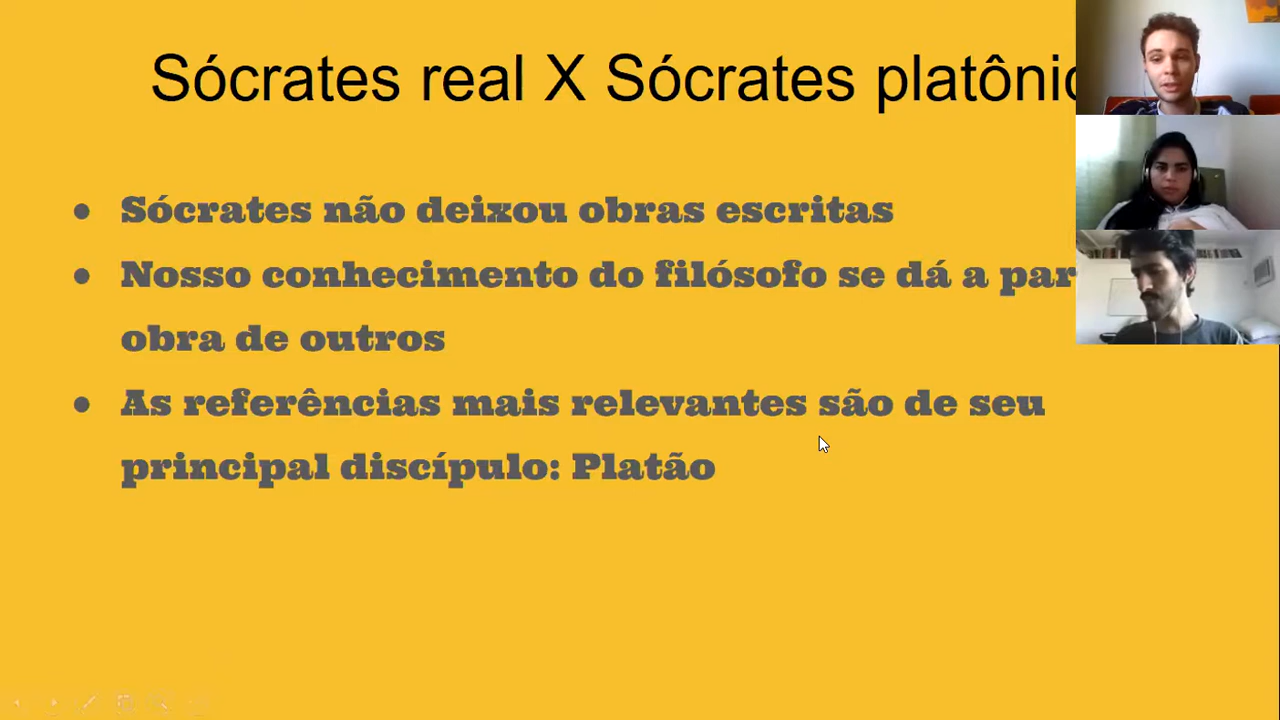 Sócrates real X Sócrates platôni
Sócrates não deixou obras escritas
Nosso conhecimento do filósofo se dá a par
obra de outros
As referências mais relevantes são de seu
principal discípulo: Platão